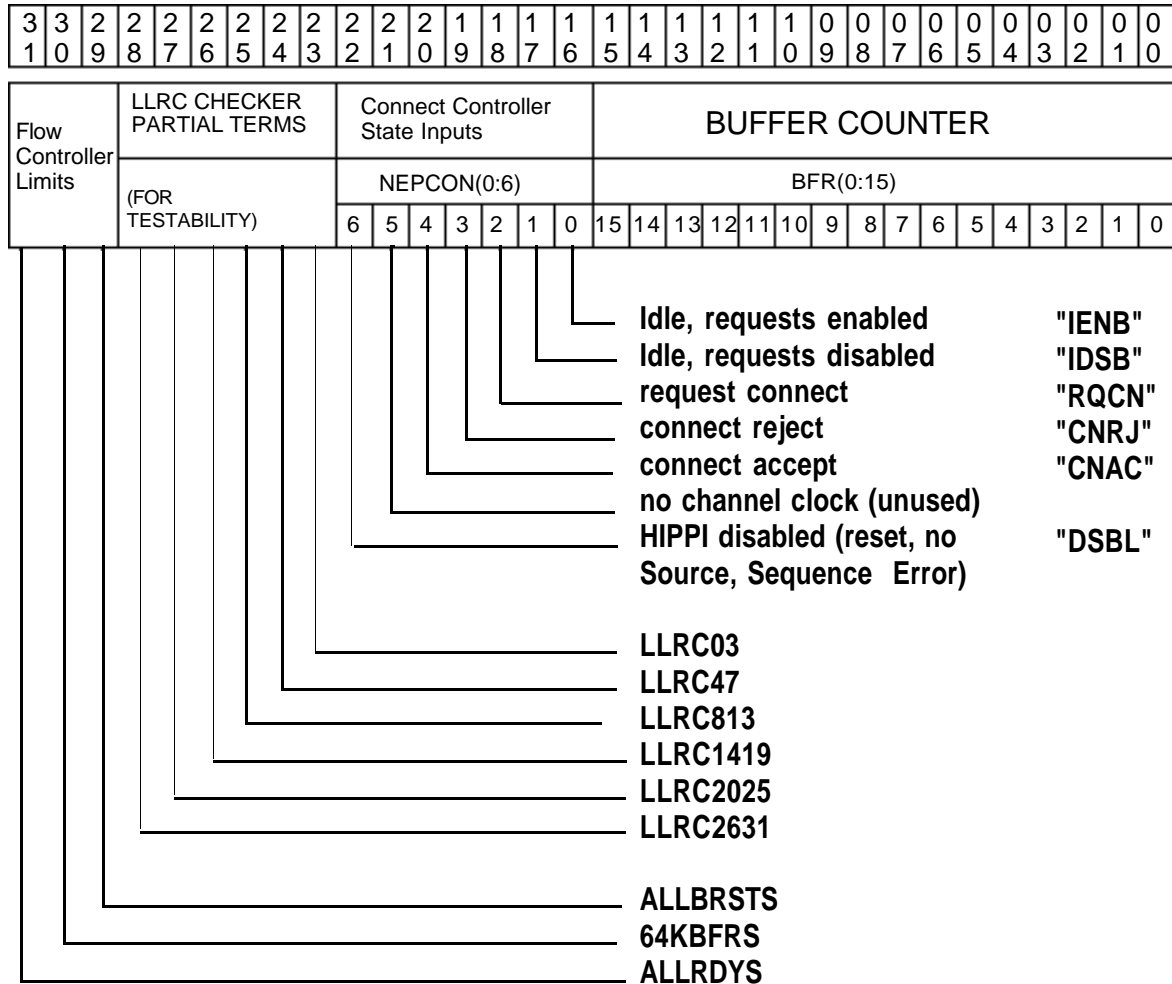 3 3 2 2 2 2 2 2 2 2 2 2 1 1 1 1 1 1 1 1 1 1 0 0 0 0 0 0 0 0 0 0
1 0 9 8 7 6 5 4 3 2 1 0 9 8 7 6 5 4 3 2 1 0 9 8 7 6 5 4 3 2 1 0
Flow
Controller
Limits
LLRC CHECKER
PARTIAL TERMS
(FOR
TESTABILITY)
Connect Controller
State Inputs
NEPCON(0:6)
6 5 4 3 2 1 0
BUFFER COUNTER
BFR(0:15)
15 14 13 12 11 10 9 8 7 6 5 4 3 2 1 0
Idle, requests enabled "IENB"
Idle, requests disabled "IDSB"
request connect "RQCN"
connect reject "CNRJ"
connect accept "CNAC"
no channel clock (unused)
HIPPI disabled (reset, no "DSBL"
Source, Sequence Error)
LLRC03
LLRC47
LLRC813
LLRC1419
LLRC2025
LLRC2631
ALLBRSTS
64KBFRS
ALLRDYS